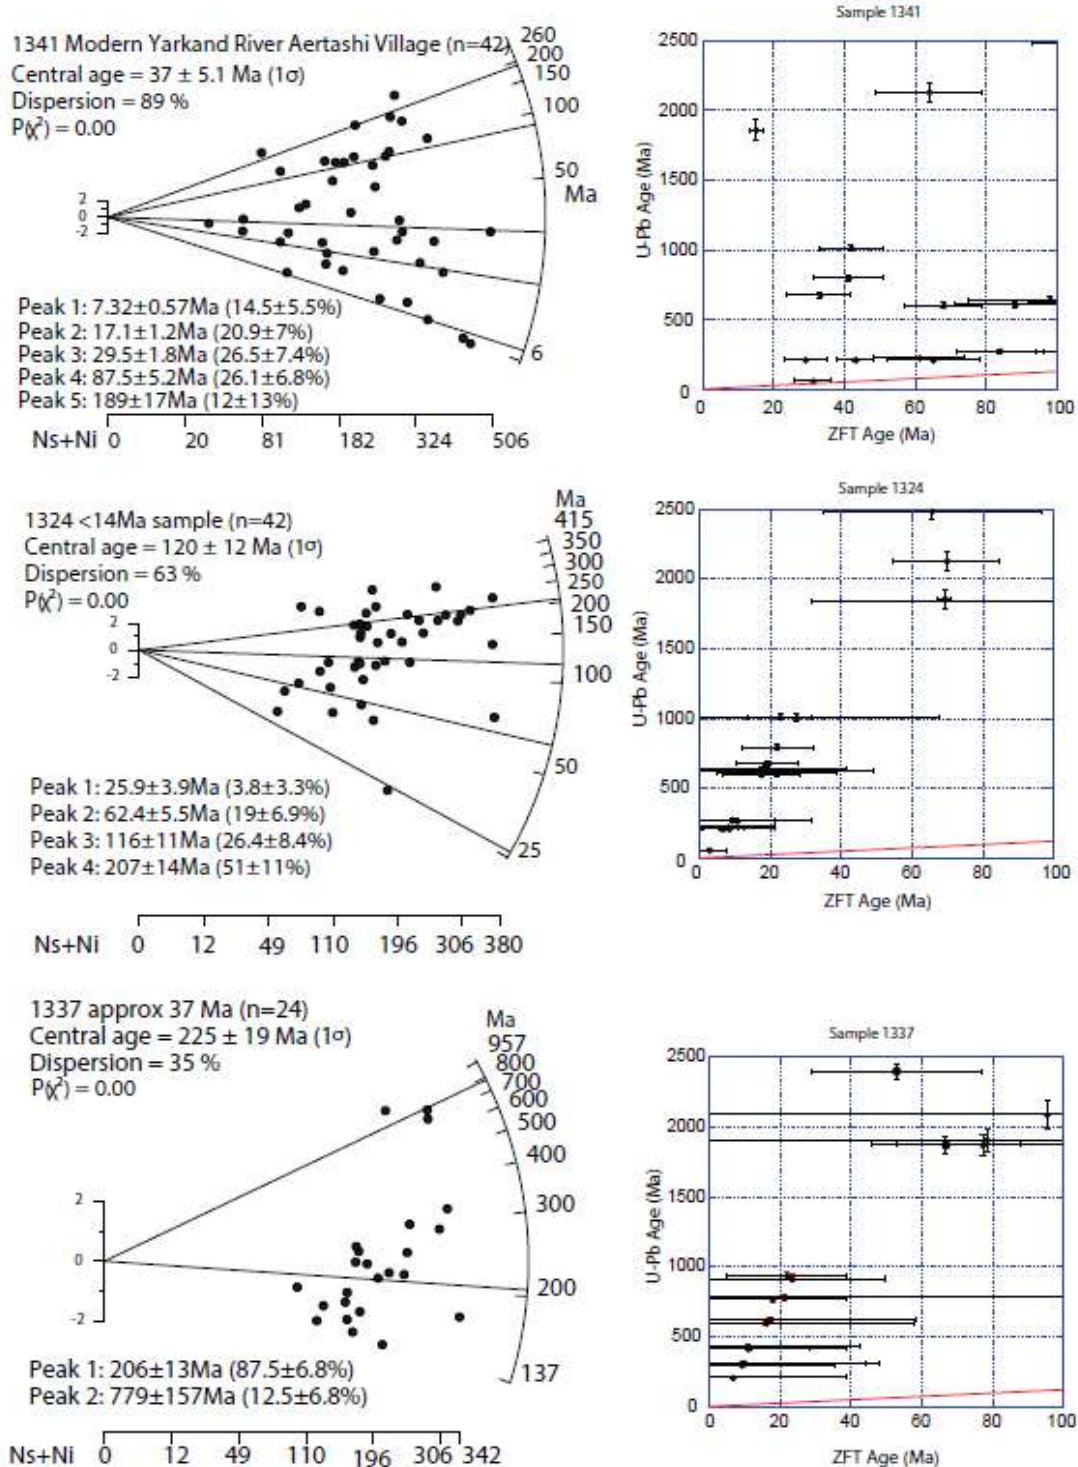 1341 Modern Yarkand River Aertashi Village (n=42)
Central age = 37 ± 5.1 Ma (1σ)
Dispersion = 89 %
P(χ²) = 0.00
260
200
150
100
50
Ma
6
2
0
-2
Peak 1: 7.32±0.57Ma (14.5±5.5%)
Peak 2: 17.1±1.2Ma (20.9±7%)
Peak 3: 29.5±1.8Ma (26.5±7.4%)
Peak 4: 87.5±5.2Ma (26.1±6.8%)
Peak 5: 189±17Ma (12±13%)
Ns+Ni 0 20 81 182 324 506
Sample 1341
2500
2000
1500
1000
500
0
U-Pb Age (Ma)
0 20 40 60 80 100
ZFT Age (Ma)
1324 <14Ma sample (n=42)
Central age = 120 ± 12 Ma (1σ)
Dispersion = 63 %
P(χ²) = 0.00
Ma
415
350
300
250
200
150
100
50
25
2
0
-2
Peak 1: 25.9±3.9Ma (3.8±3.3%)
Peak 2: 62.4±5.5Ma (19±6.9%)
Peak 3: 116±11Ma (26.4±8.4%)
Peak 4: 207±14Ma (51±11%)
Ns+Ni 0 12 49 110 196 306 380
Sample 1324
2500
2000
1500
1000
500
0
U-Pb Age (Ma)
0 20 40 60 80 100
ZFT Age (Ma)
1337 approx 37 Ma (n=24)
Central age = 225 ± 19 Ma (1σ)
Dispersion = 35 %
P(χ²) = 0.00
Ma
957
800
700
600
500
400
300
200
137
2
0
-2
Peak 1: 206±13Ma (87.5±6.8%)
Peak 2: 779±157Ma (12.5±6.8%)
Ns+Ni 0 12 49 110 196 306 342
Sample 1337
2500
2000
1500
1000
500
0
U-Pb Age (Ma)
0 20 40 60 80 100
ZFT Age (Ma)